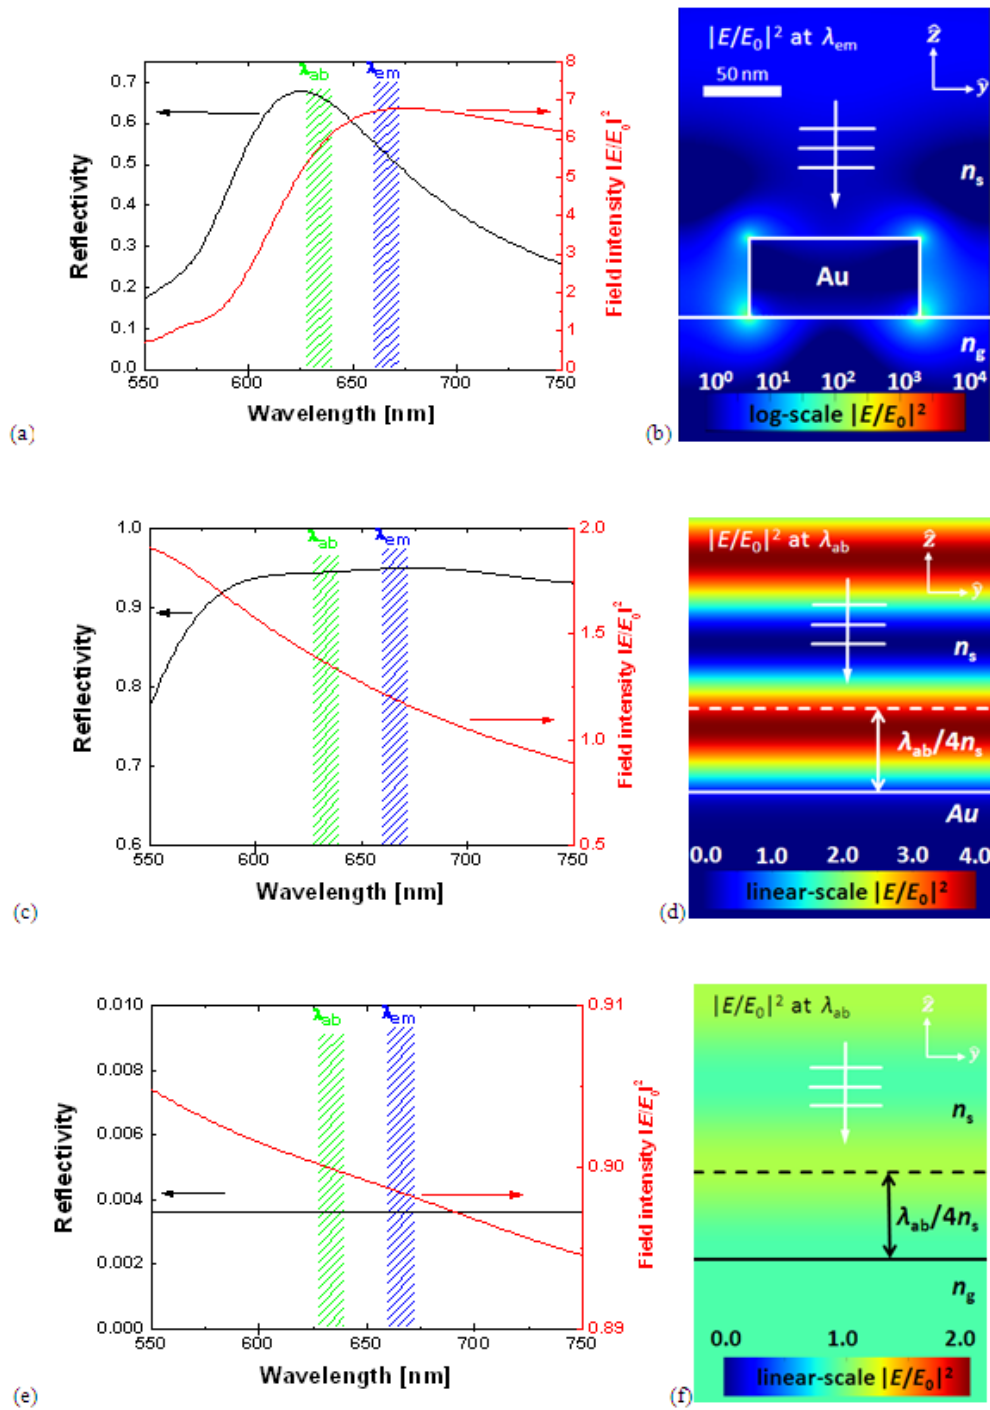 |E/E₀|² at λem
ẑ
ŷ
50 nm
ns
Au
ng
10⁰ 10¹ 10² 10³ 10⁴
log-scale |E/E₀|²
(b)
λab
λem
0.7
0.6
0.5
0.4
0.3
0.2
0.1
0.0
Reflectivity
8
7
6
5
4
3
2
1
0
Field intensity |E/E₀|²
550 600 650 700 750
Wavelength [nm]
(a)
λab
λem
1.0
0.9
0.8
0.7
0.6
Reflectivity
2.0
1.5
1.0
0.5
Field intensity |E/E₀|²
550 600 650 700 750
Wavelength [nm]
(c)
|E/E₀|² at λab
ẑ
ŷ
ns
λab/4ns
Au
0.0 1.0 2.0 3.0 4.0
linear-scale |E/E₀|²
(d)
λab
λem
0.010
0.008
0.006
0.004
0.002
0.000
Reflectivity
0.91
0.90
0.89
Field intensity |E/E₀|²
550 600 650 700 750
Wavelength [nm]
(e)
|E/E₀|² at λab
ẑ
ŷ
ns
λab/4ns
ng
0.0 1.0 2.0
linear-scale |E/E₀|²
(f)